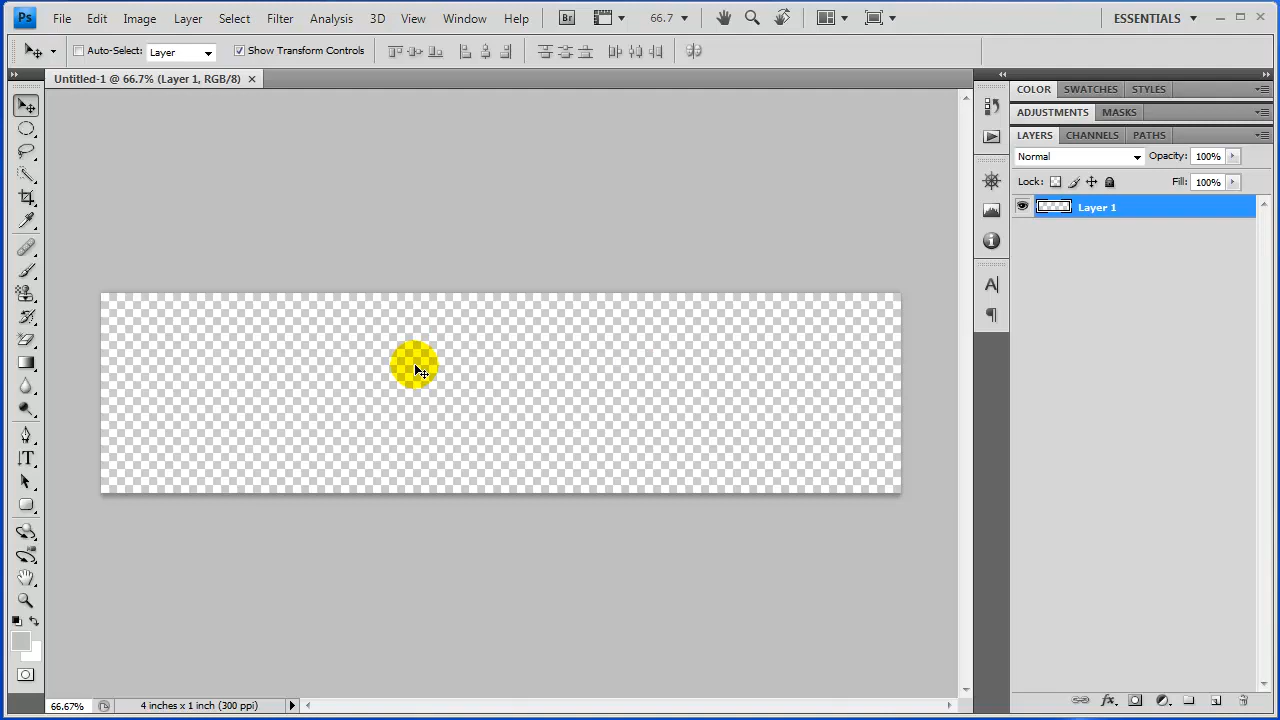 Ps File Edit Image Layer Select Filter Analysis 3D View Window Help Br 66.7 ESSENTIALS
Auto-Select: Layer Show Transform Controls
Untitled-1 @ 66.7% (Layer 1, RGB/8)
COLOR SWATCHES STYLES
ADJUSTMENTS MASKS
LAYERS CHANNELS PATHS
Normal Opacity: 100%
Lock: Fill: 100%
Layer 1
66.67% 4 inches x 1 inch (300 ppi)